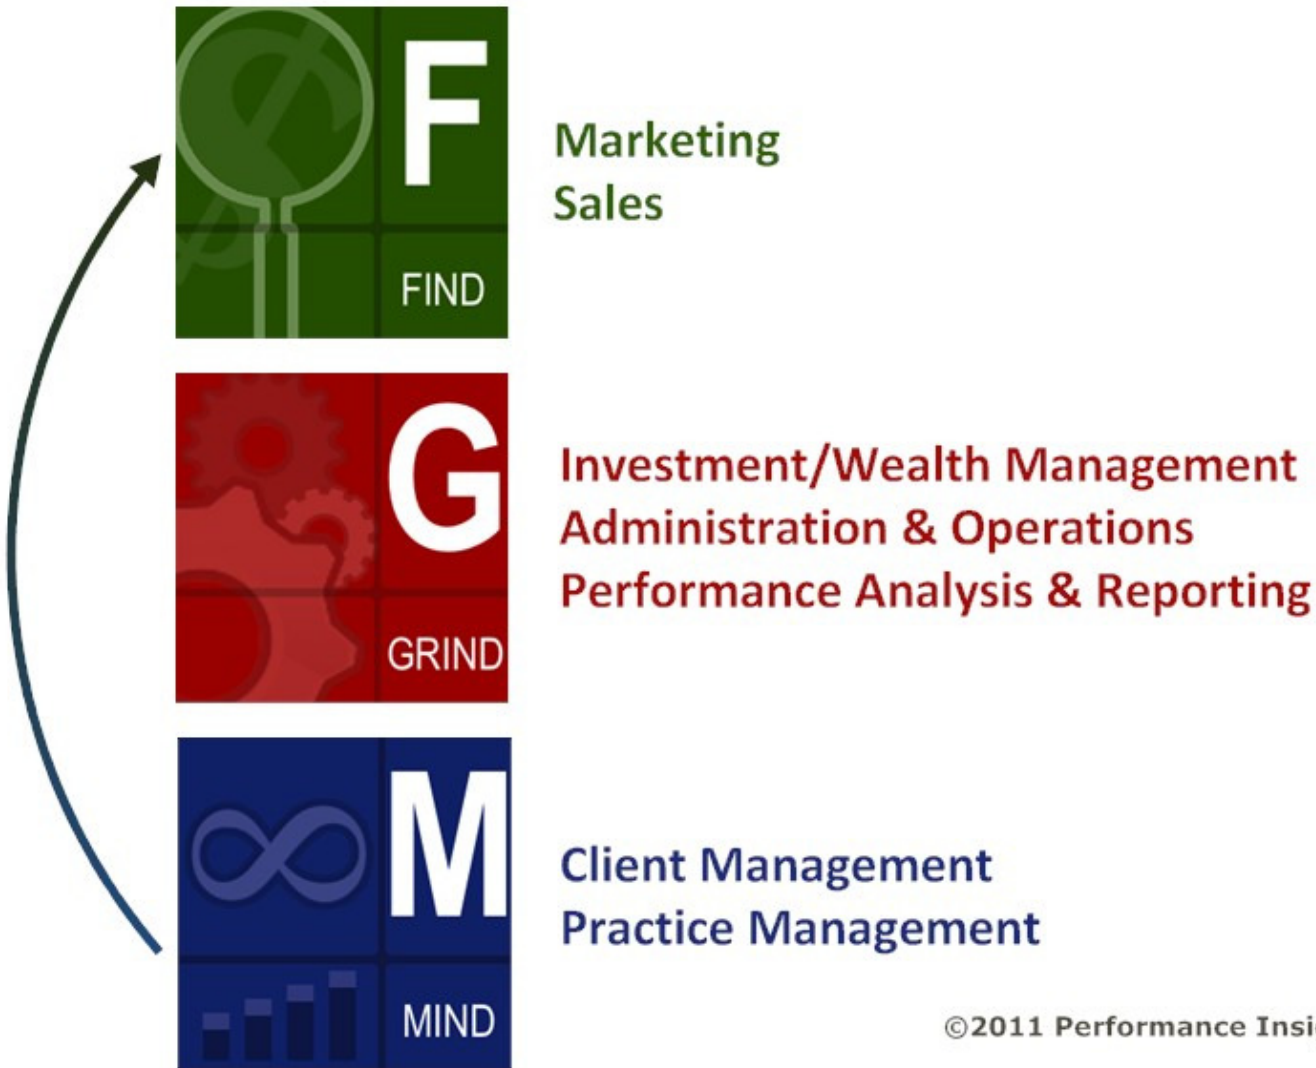 F
FIND
Marketing
Sales
G
GRIND
Investment/Wealth Management
Administration & Operations
Performance Analysis & Reporting
M
MIND
Client Management
Practice Management
©2011 Performance